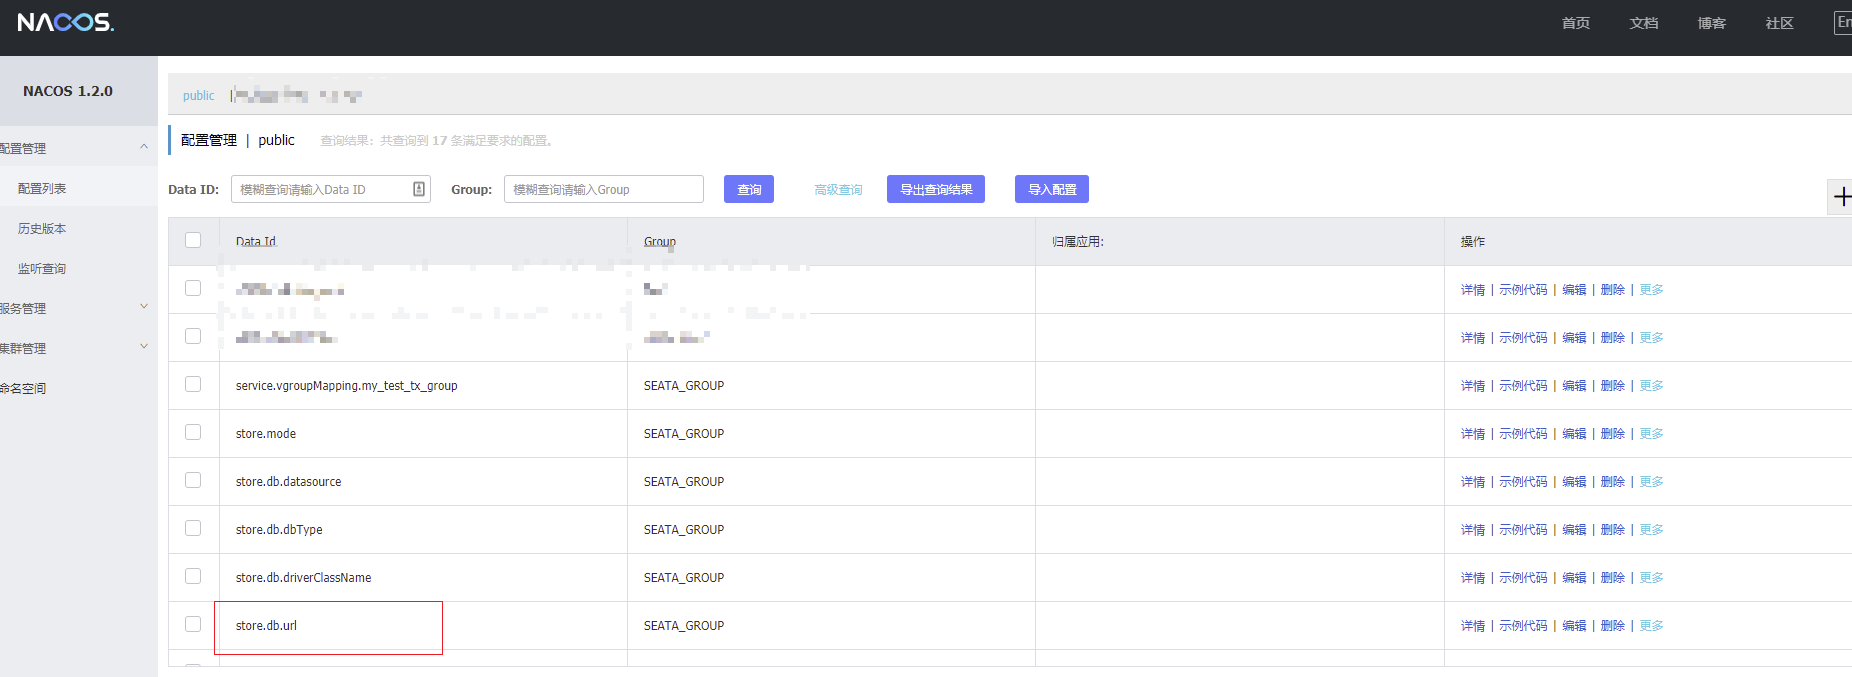 NACOS.
首页 文档 博客 社区 En
NACOS 1.2.0
配置管理
配置列表
历史版本
监听查询
服务管理
集群管理
命名空间
public
配置管理 | public 查询结果：共查询到 17 条满足要求的配置。
Data ID: 模糊查询请输入Data ID Group: 模糊查询请输入Group 查询 高级查询 导出查询结果 导入配置
Data Id Group 归属应用: 操作
详情 | 示例代码 | 编辑 | 删除 | 更多
详情 | 示例代码 | 编辑 | 删除 | 更多
service.vgroupMapping.my_test_tx_group SEATA_GROUP 详情 | 示例代码 | 编辑 | 删除 | 更多
store.mode SEATA_GROUP 详情 | 示例代码 | 编辑 | 删除 | 更多
store.db.datasource SEATA_GROUP 详情 | 示例代码 | 编辑 | 删除 | 更多
store.db.dbType SEATA_GROUP 详情 | 示例代码 | 编辑 | 删除 | 更多
store.db.driverClassName SEATA_GROUP 详情 | 示例代码 | 编辑 | 删除 | 更多
store.db.url SEATA_GROUP 详情 | 示例代码 | 编辑 | 删除 | 更多